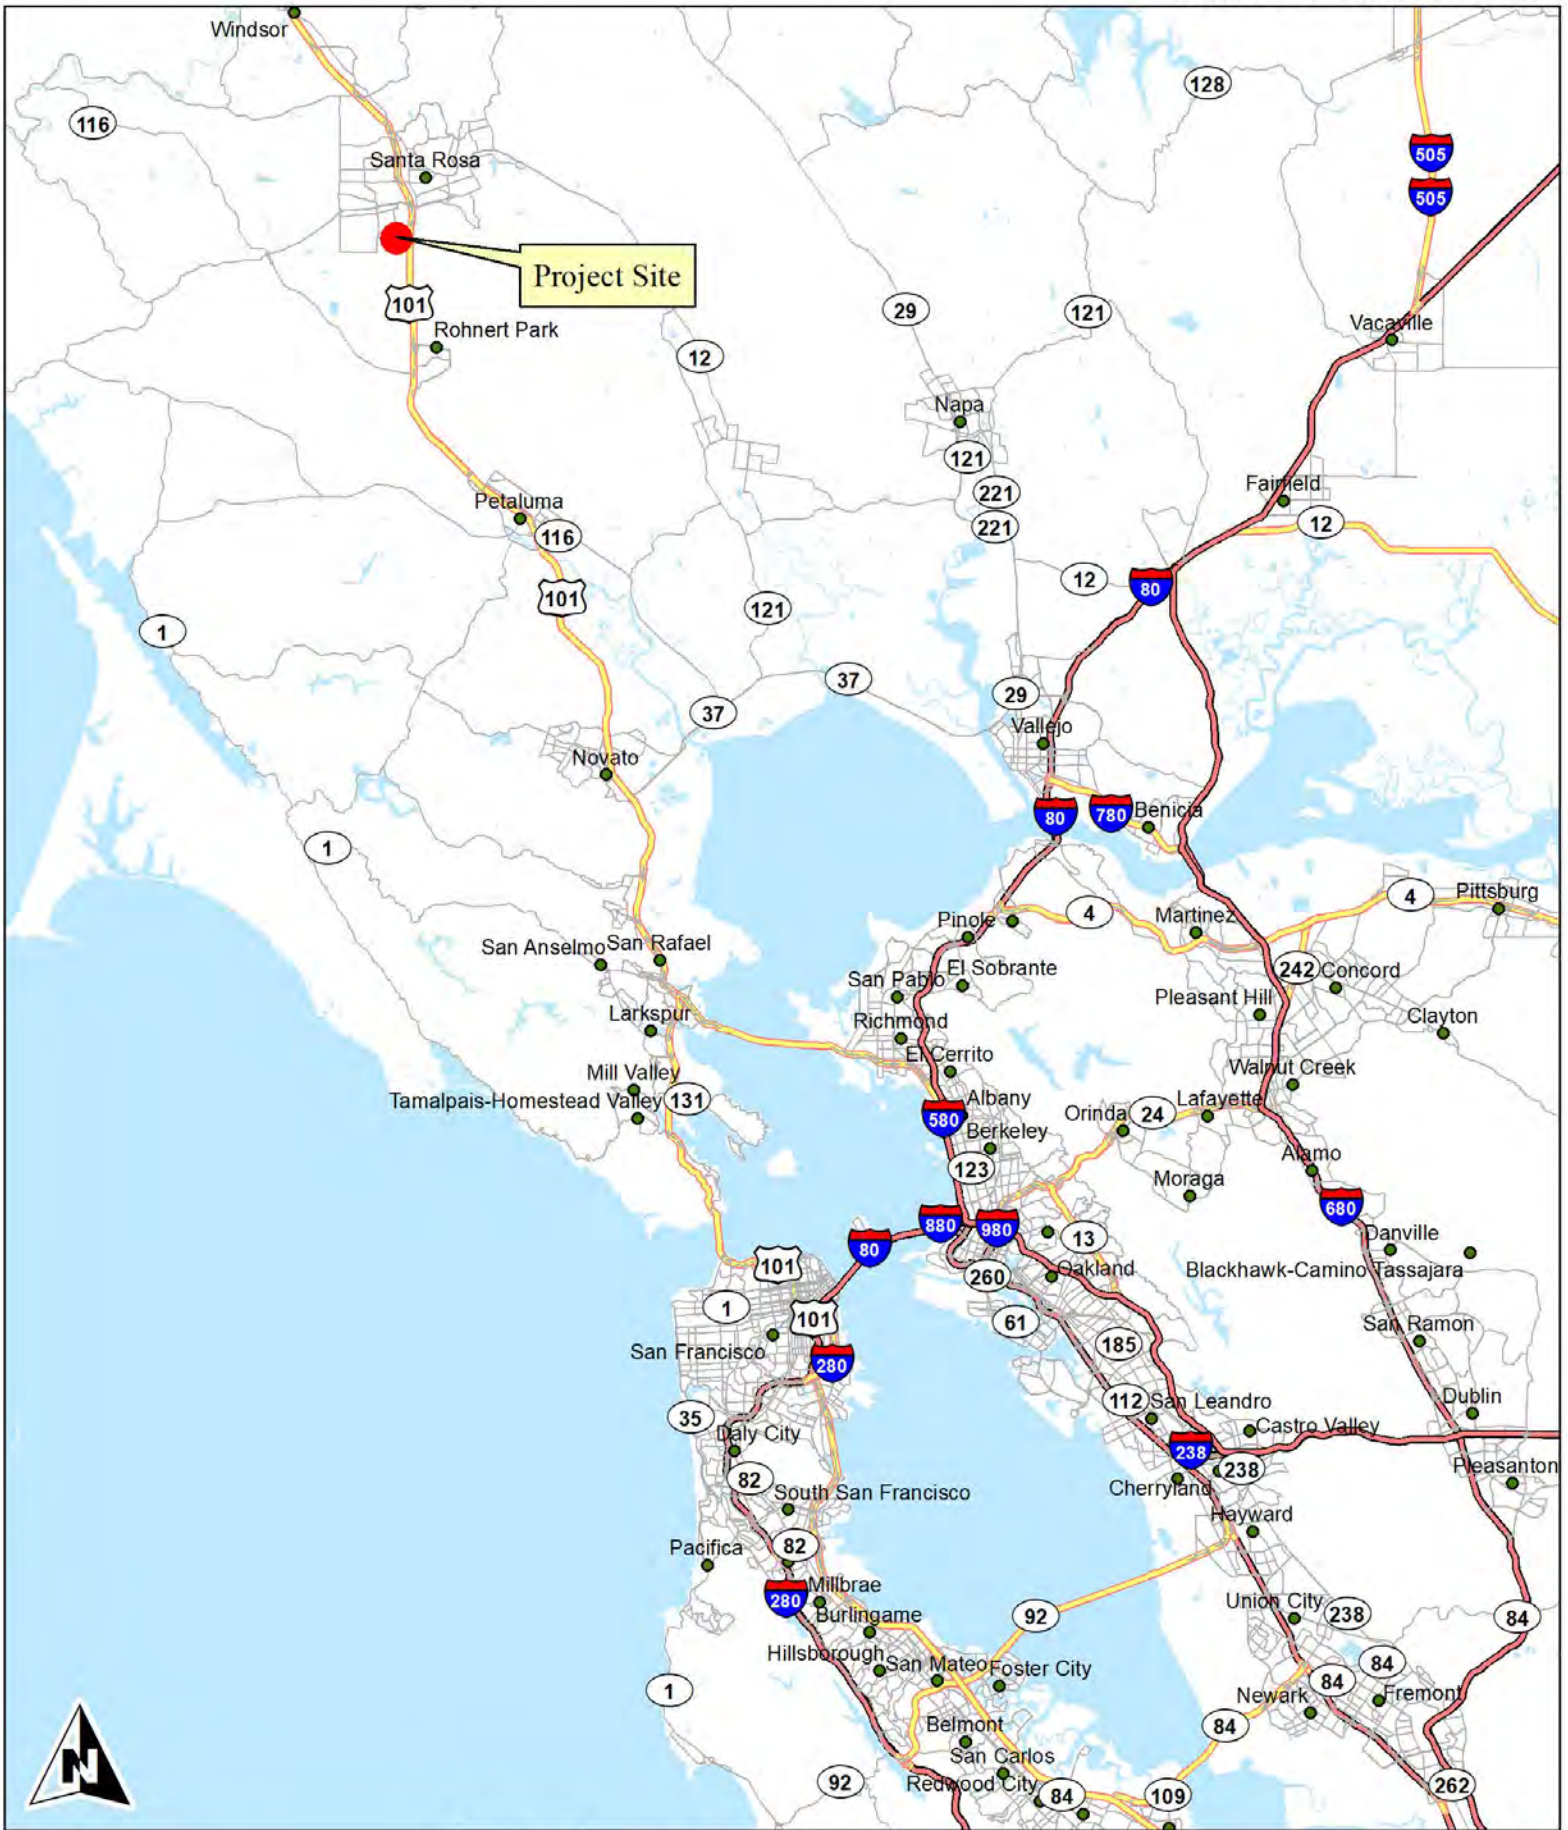 Windsor
128
116
505
Santa Rosa
505
Project Site
101
29
121
Vacaville
Rohnert Park
12
Napa
121
Fairfield
221
Petaluma
12
221
116
12
80
101
121
1
37
29
37
Vallejo
Novato
80
780
Benicia
1
Pittsburg
4
4
Martinez
Pinole
San Anselmo
San Rafael
El Sobrante
242
Concord
San Pablo
Pleasant Hill
Larkspur
Richmond
Clayton
El Cerrito
Walnut Creek
Mill Valley
Tamalpais-Homestead Valley
131
Albany
580
Orinda
24
Lafayette
Berkeley
123
Alamo
Moraga
680
880
980
Danville
13
80
101
260
Oakland
Blackhawk-Camino Tassajara
1
101
61
San Ramon
185
San Francisco
280
Dublin
112
San Leandro
35
Castro Valley
Daly City
238
Pleasanton
238
82
Cherryland
South San Francisco
Hayward
82
Pacifica
Millbrae
280
Union City
238
84
Burlingame
92
Hillsborough
San Mateo
Foster City
84
84
1
Newark
Fremont
Belmont
84
San Carlos
92
Redwood City
84
109
262
N